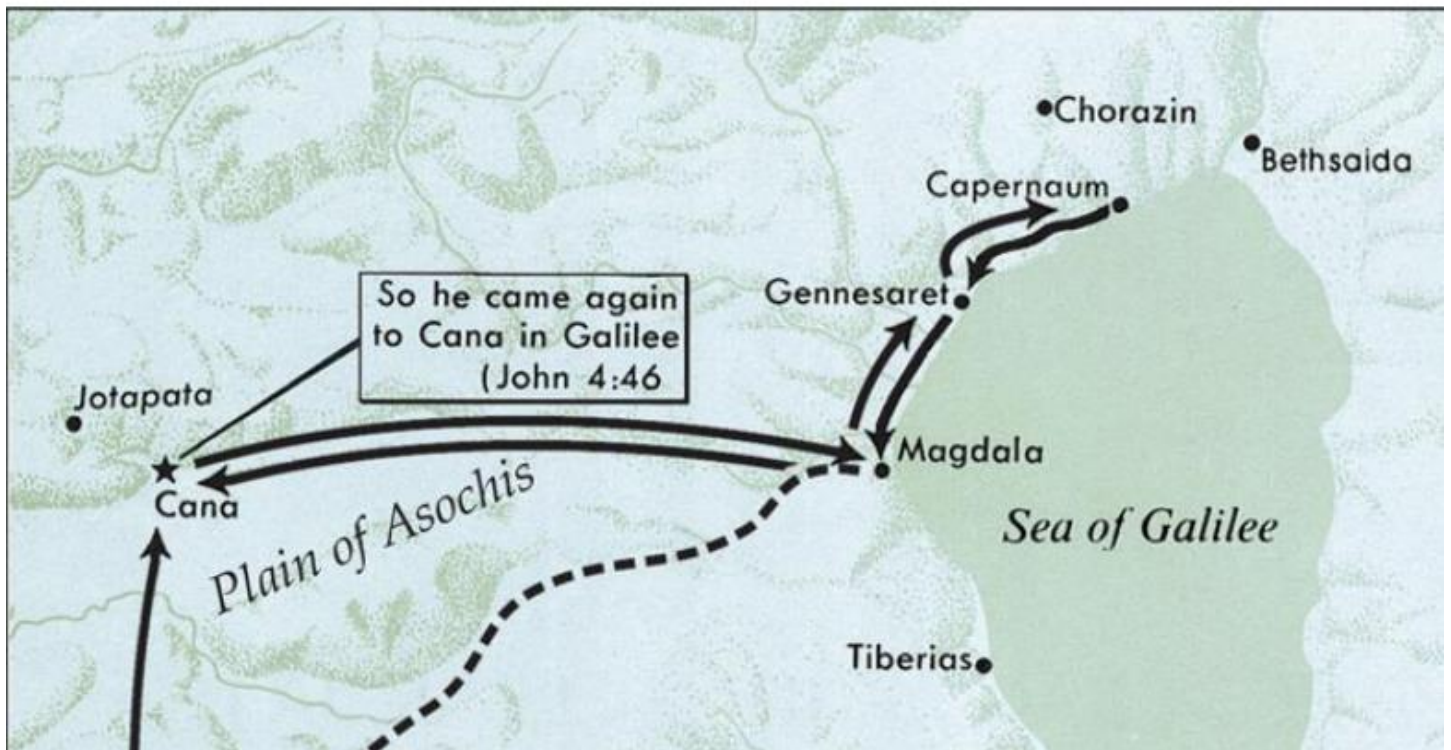 Chorazin
Bethsaida
Capernaum
So he came again
to Cana in Galilee
(John 4:46
Gennesaret
Jotapata
Magdala
Cana
Plain of Asochis
Sea of Galilee
Tiberias